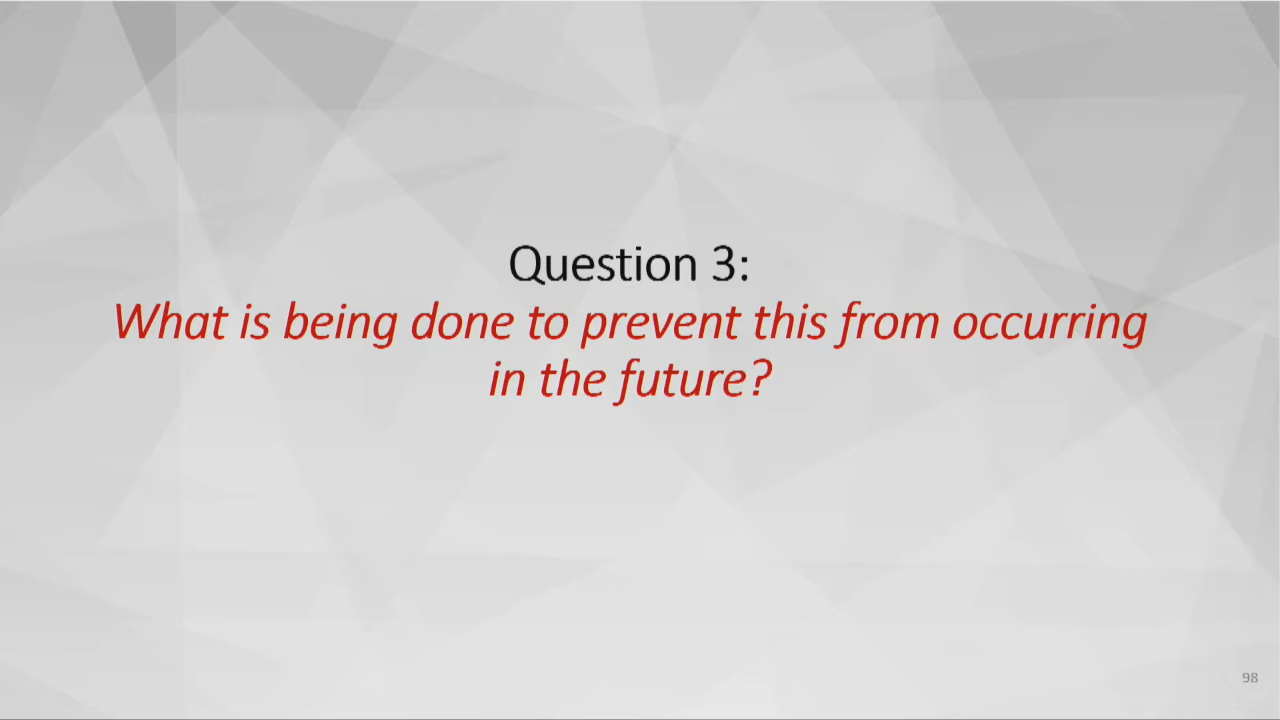 Question 3:
What is being done to prevent this from occurring
in the future?
98